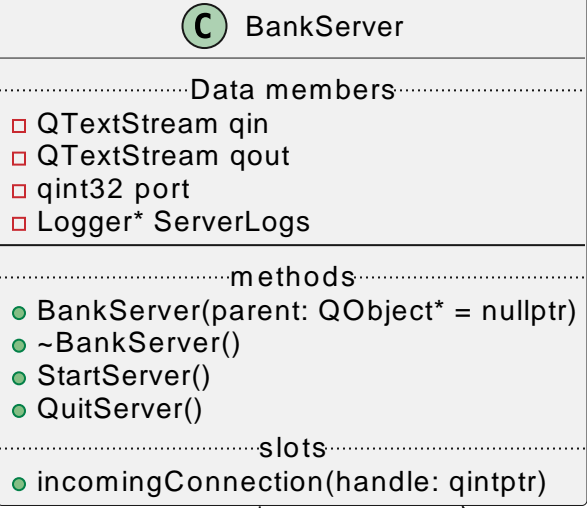 C BankServer
Data members
QTextStream qin
QTextStream qout
qint32 port
Logger* ServerLogs
methods
BankServer(parent: QObject* = nullptr)
~BankServer()
StartServer()
QuitServer()
slots
incomingConnection(handle: qintptr)